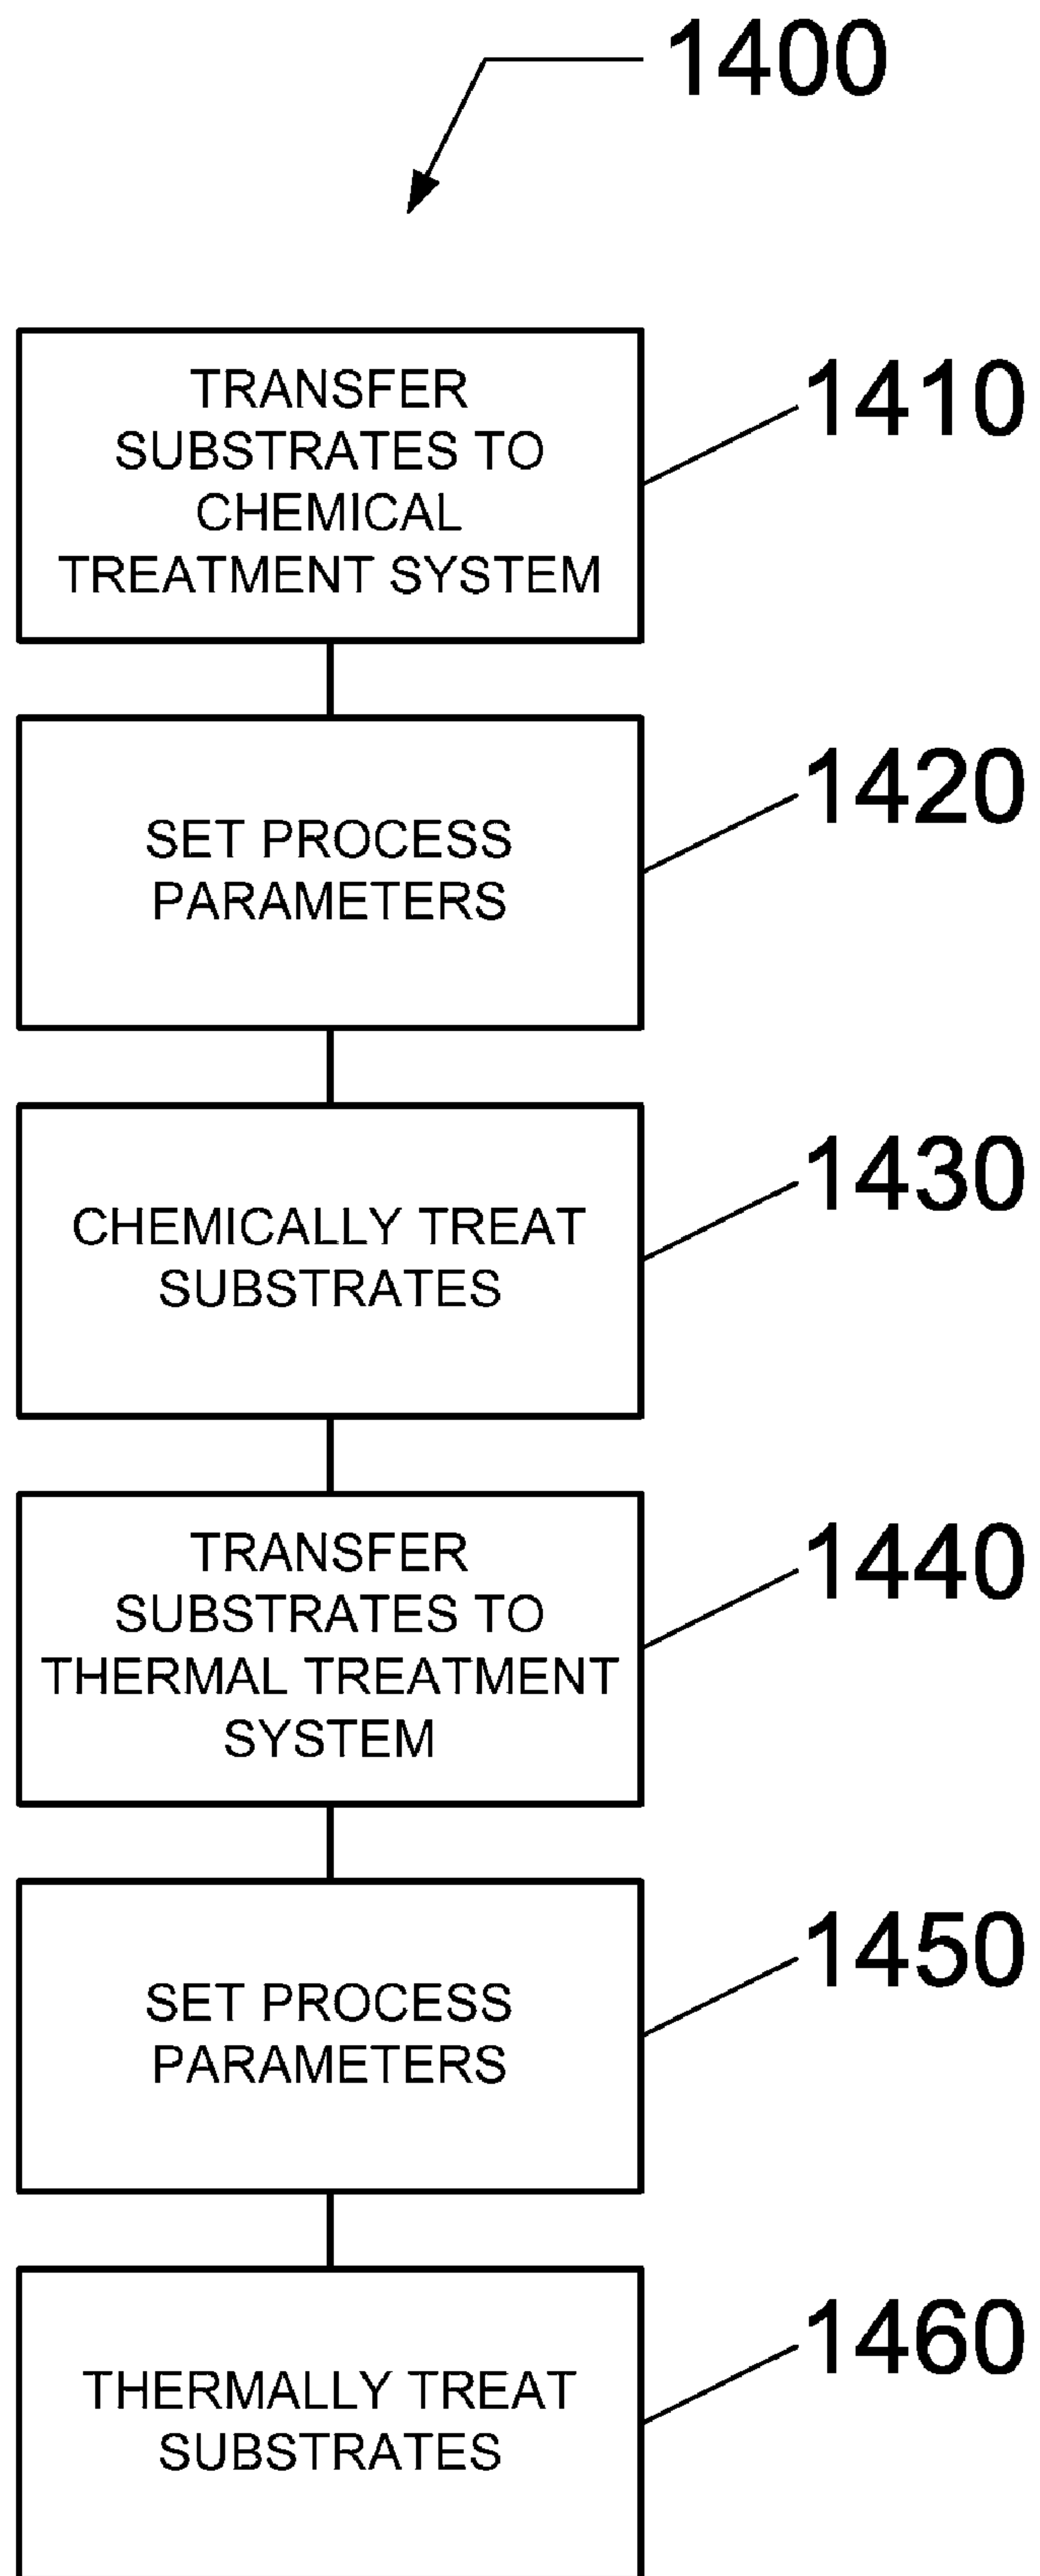 1400
TRANSFER
SUBSTRATES TO
CHEMICAL
TREATMENT SYSTEM
1410
SET PROCESS
PARAMETERS
1420
CHEMICALLY TREAT
SUBSTRATES
1430
TRANSFER
SUBSTRATES TO
THERMAL TREATMENT
SYSTEM
1440
SET PROCESS
PARAMETERS
1450
THERMALLY TREAT
SUBSTRATES
1460